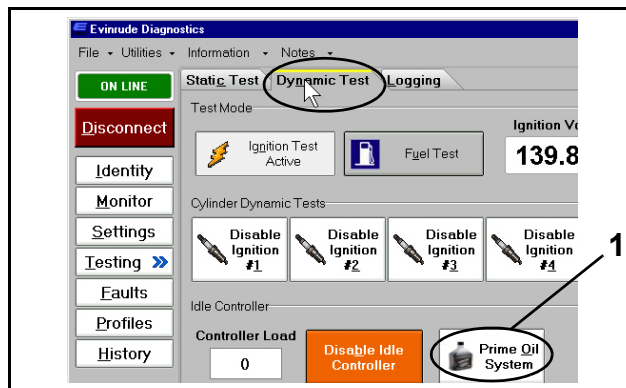 Evinrude Diagnostics
File Utilities Information Notes
ON LINE
Static Test Dynamic Test Logging
Disconnect
Identity
Monitor
Settings
Testing »
Faults
Profiles
History
Test Mode
Ignition Test
Active
Fuel Test
Ignition Vo
139.8
Cylinder Dynamic Tests
Disable
Ignition
#1
Disable
Ignition
#2
Disable
Ignition
#3
Disable
Ignition
#4
1
Idle Controller
Controller Load
0
Disable Idle
Controller
Prime Oil
System